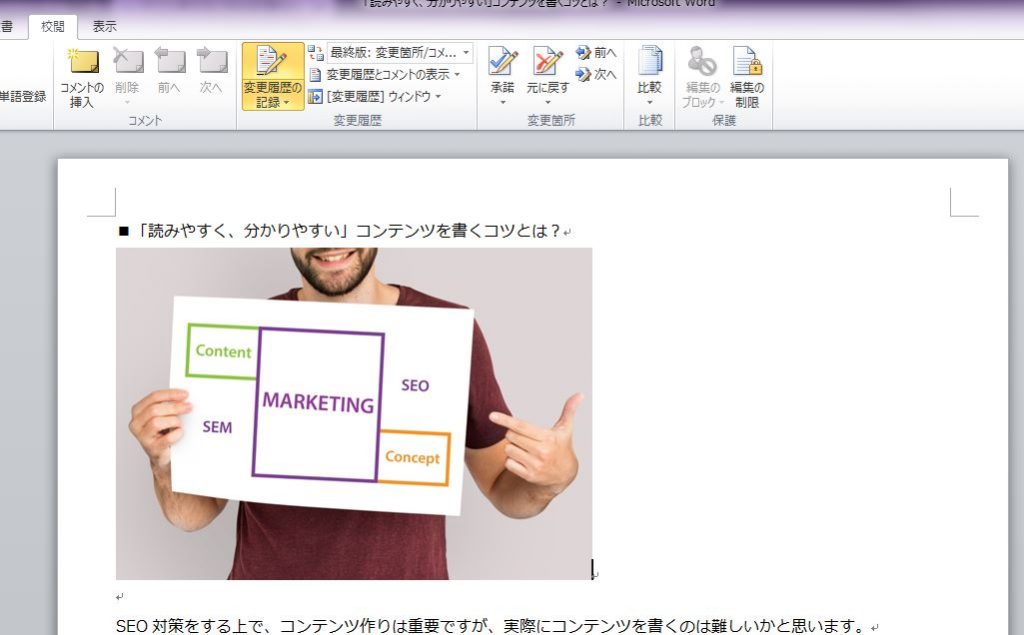 「読みやすく、分かりやすい」コンテンツを書くコツとは? - Microsoft Word
書 校閲 表示
単語登録
コメントの挿入
削除
前へ
次へ
コメント
変更履歴の記録
最終版: 変更箇所/コメ...
変更履歴とコメントの表示
[変更履歴] ウィンドウ
変更履歴
承諾
元に戻す
前へ
次へ
変更箇所
比較
比較
編集のブロック
編集の制限
保護
■「読みやすく、分かりやすい」コンテンツを書くコツとは?
Content
MARKETING
SEO
SEM
Concept
SEO 対策をする上で、コンテンツ作りは重要ですが、実際にコンテンツを書くのは難しいかと思います。